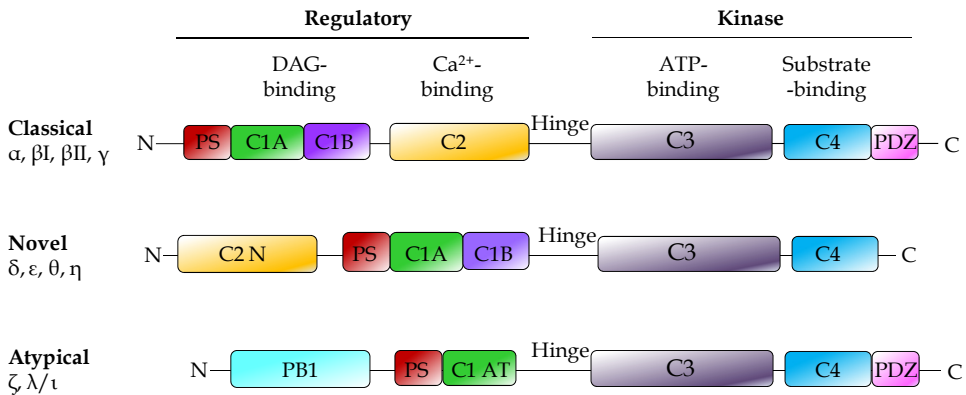 Regulatory Kinase
DAG- Ca²⁺- ATP- Substrate
binding binding binding -binding
Classical
α, βI, βII, γ
N PS C1A C1B C2 Hinge C3 C4 PDZ C
Novel
δ, ε, θ, η
N C2 N PS C1A C1B Hinge C3 C4 C
Atypical
ζ, λ/ι
N PB1 PS C1 AT Hinge C3 C4 PDZ C